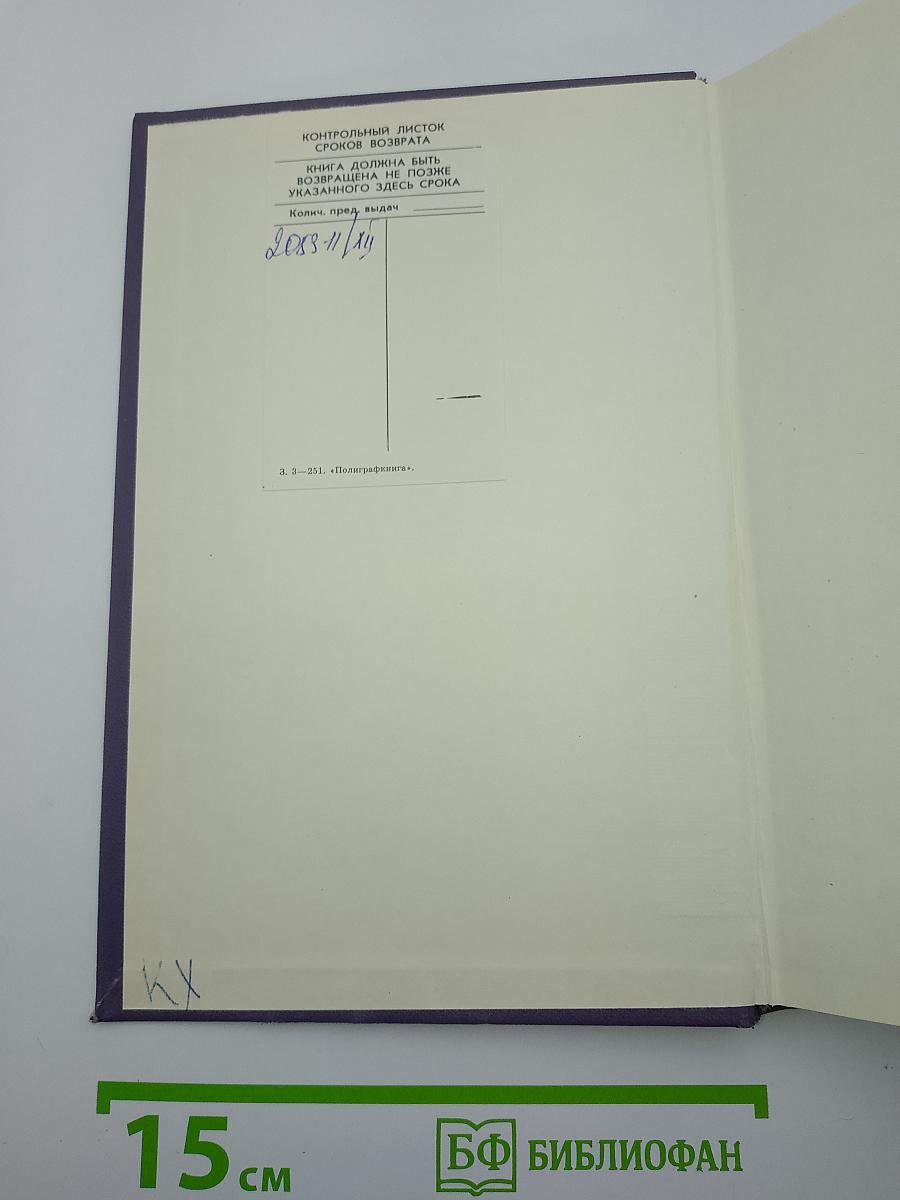 КОНТРОЛЬНЫЙ ЛИСТОК
СРОКОВ ВОЗВРАТА
КНИГА ДОЛЖНА БЫТЬ
ВОЗВРАЩЕНА НЕ ПОЗЖЕ
УКАЗАННОГО ЗДЕСЬ СРОКА
Колич. пред. выдач
З. 3—251. «Полиграфкнига».
КХ
15 см
БФ БИБЛИОФАН